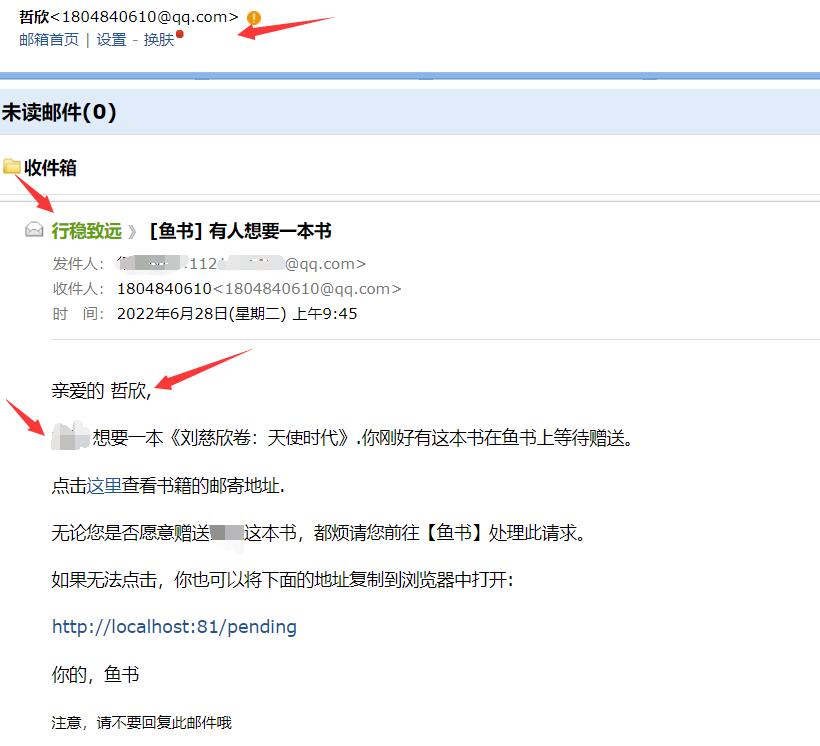 哲欣<1804840610@qq.com>
邮箱首页 | 设置 - 换肤
未读邮件(0)
收件箱
行稳致远 》 [鱼书] 有人想要一本书
发件人： 112 @qq.com>
收件人： 1804840610<1804840610@qq.com>
时 间： 2022年6月28日(星期二) 上午9:45
亲爱的 哲欣,
想要一本《刘慈欣卷：天使时代》.你刚好有这本书在鱼书上等待赠送。
点击这里查看书籍的邮寄地址.
无论您是否愿意赠送 这本书，都烦请您前往【鱼书】处理此请求。
如果无法点击，你也可以将下面的地址复制到浏览器中打开:
http://localhost:81/pending
你的，鱼书
注意，请不要回复此邮件哦